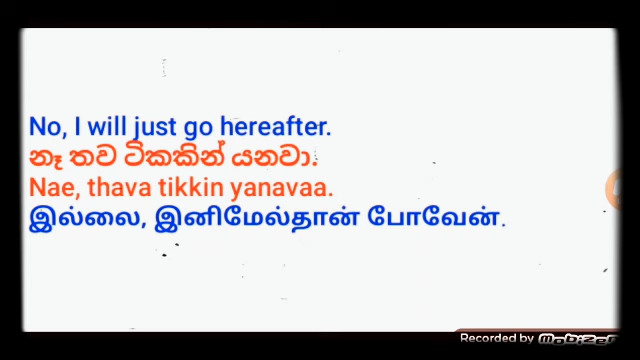 No, I will just go hereafter.
නෑ තව ටිකකින් යනවා.
Nae, thava tikkin yanavaa.
இல்லை, இனிமேல்தான் போவேன்.
Recorded by